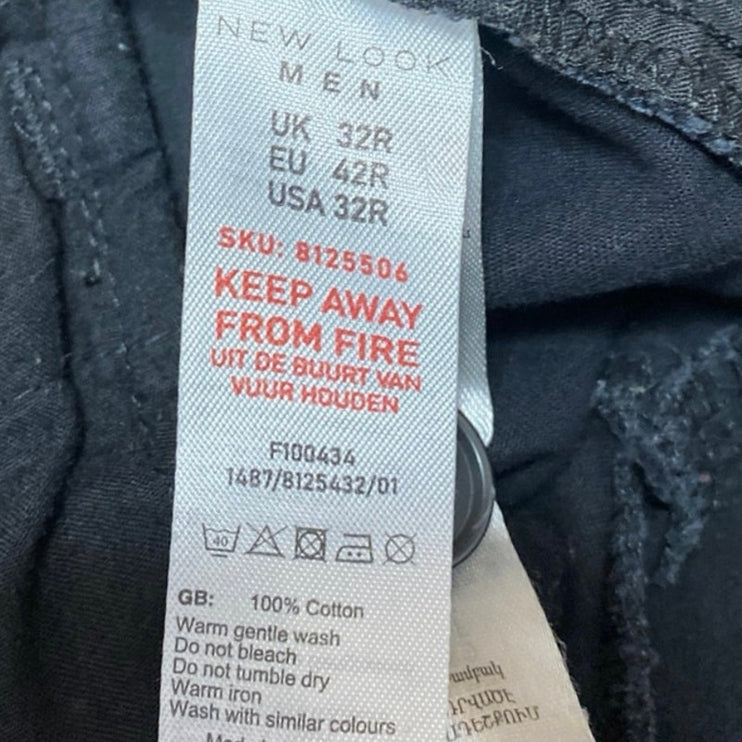 NEW LOOK
MEN
UK 32R
EU 42R
USA 32R
SKU: 8125506
KEEP AWAY
FROM FIRE
UIT DE BUURT VAN
VUUR HOUDEN
F100434
1487/8125432/01
40
GB: 100% Cotton
Warm gentle wash
Do not bleach
Do not tumble dry
Warm iron
Wash with similar colours